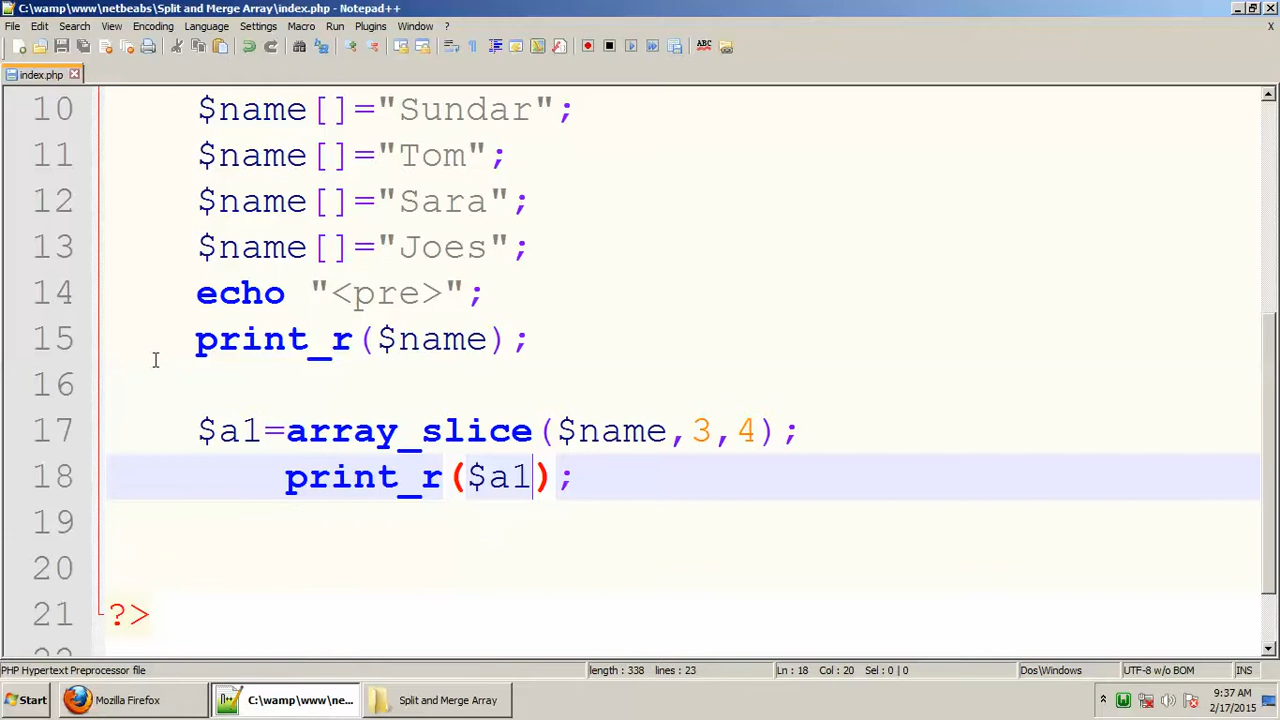 C:\wamp\www\netbeabs\Split and Merge Array\index.php - Notepad++
File Edit Search View Encoding Language Settings Macro Run Plugins Window ?
X
ABC
index.php
10 $name[]="Sundar";
11 $name[]="Tom";
12 $name[]="Sara";
13 $name[]="Joes";
14 echo "<pre>";
15 print_r($name);
16
17 $a1=array_slice($name,3,4);
18 print_r($a1);
19
20
21 ?>
PHP Hypertext Preprocessor file length : 338 lines : 23 Ln : 18 Col : 20 Sel : 0 | 0 Dos\Windows UTF-8 w/o BOM INS
Start Mozilla Firefox C:\wamp\www\ne... Split and Merge Array 9:37 AM
2/17/2015